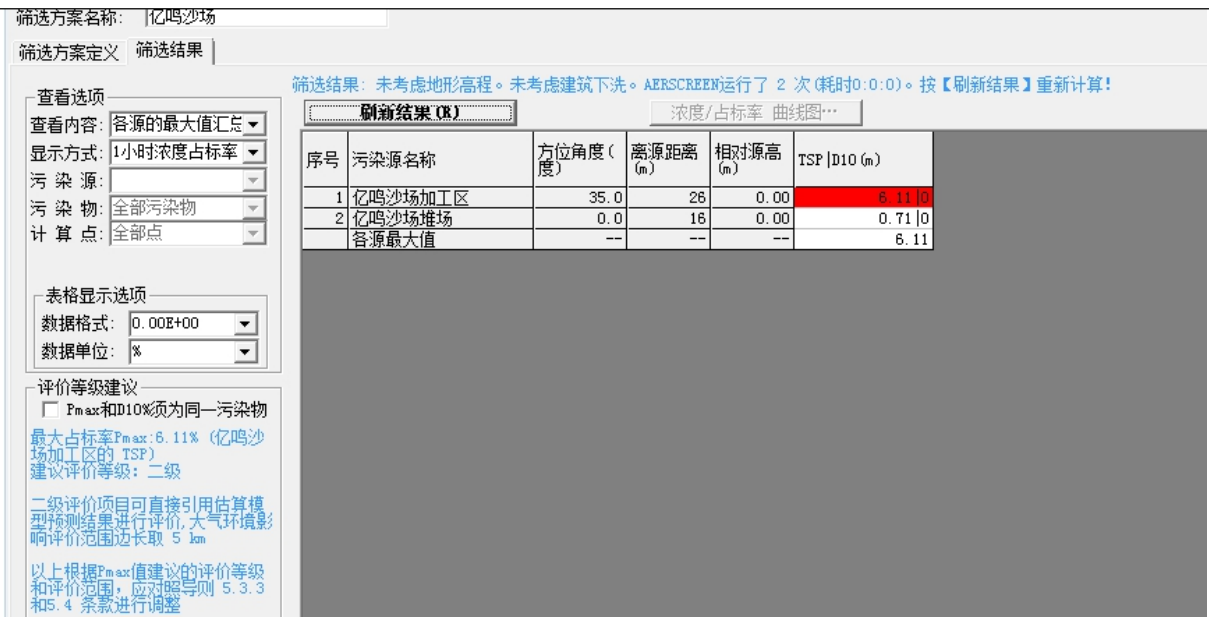 筛选方案名称: 亿鸣沙场
筛选方案定义 筛选结果
筛选结果: 未考虑地形高程。未考虑建筑下洗。AERSCREEN运行了 2 次(耗时0:0:0)。按【刷新结果】重新计算!
查看选项
查看内容: 各源的最大值汇总
显示方式: 1小时浓度占标率
污 染 源:
污 染 物: 全部污染物
计 算 点: 全部点
刷新结果(R) 浓度/占标率 曲线图…
序号 污染源名称 方位角度(度) 离源距离(m) 相对源高(m) TSP|D10(m)
1 亿鸣沙场加工区 35.0 26 0.00 6.11|0
2 亿鸣沙场堆场 0.0 16 0.00 0.71|0
各源最大值 -- -- -- 6.11
表格显示选项
数据格式: 0.00E+00
数据单位: %
评价等级建议
Pmax和D10%须为同一污染物
最大占标率Pmax:6.11% (亿鸣沙
场加工区的 TSP)
建议评价等级: 二级
二级评价项目可直接引用估算模
型预测结果进行评价,大气环境影
响评价范围边长取 5 km
以上根据Pmax值建议的评价等级
和评价范围, 应对照导则 5.3.3
和5.4 条款进行调整